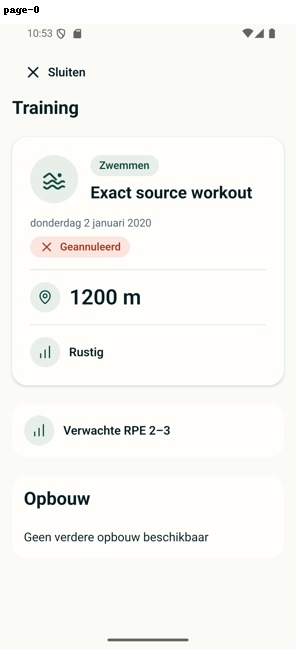 page-0
10:53
Sluiten
Training
Zwemmen
Exact source workout
donderdag 2 januari 2020
Geannuleerd
1200 m
Rustig
Verwachte RPE 2–3
Opbouw
Geen verdere opbouw beschikbaar